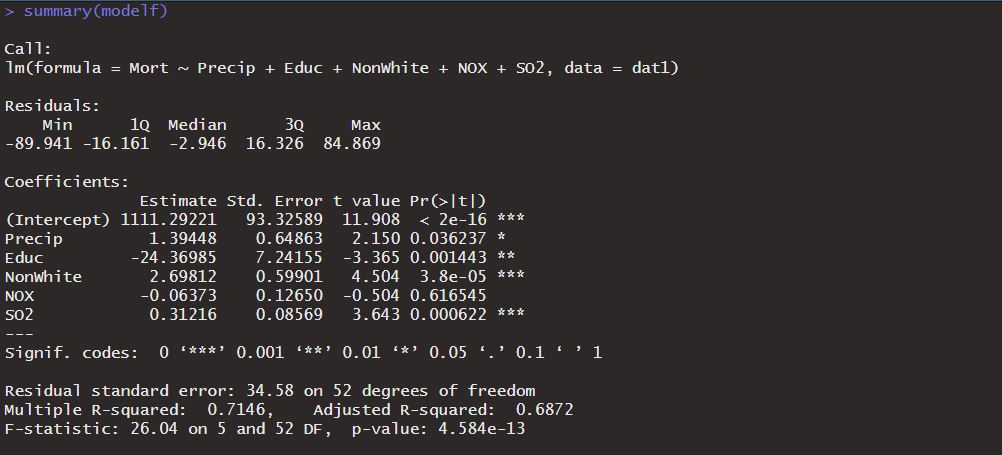 > summary(modelf)
Call:
lm(formula = Mort ~ Precip + Educ + NonWhite + NOX + SO2, data = dat1)
Residuals:
    Min      1Q  Median      3Q     Max
-89.941 -16.161  -2.946  16.326  84.869
Coefficients:
              Estimate Std. Error t value Pr(>|t|)
(Intercept) 1111.29221   93.32589  11.908  < 2e-16 ***
Precip         1.39448    0.64863   2.150 0.036237 *
Educ         -24.36985    7.24155  -3.365 0.001443 **
NonWhite       2.69812    0.59901   4.504  3.8e-05 ***
NOX           -0.06373    0.12650  -0.504 0.616545
SO2            0.31216    0.08569   3.643 0.000622 ***
---
Signif. codes:  0 ‘***’ 0.001 ‘**’ 0.01 ‘*’ 0.05 ‘.’ 0.1 ‘ ’ 1
Residual standard error: 34.58 on 52 degrees of freedom
Multiple R-squared:  0.7146,	Adjusted R-squared:  0.6872
F-statistic: 26.04 on 5 and 52 DF,  p-value: 4.584e-13